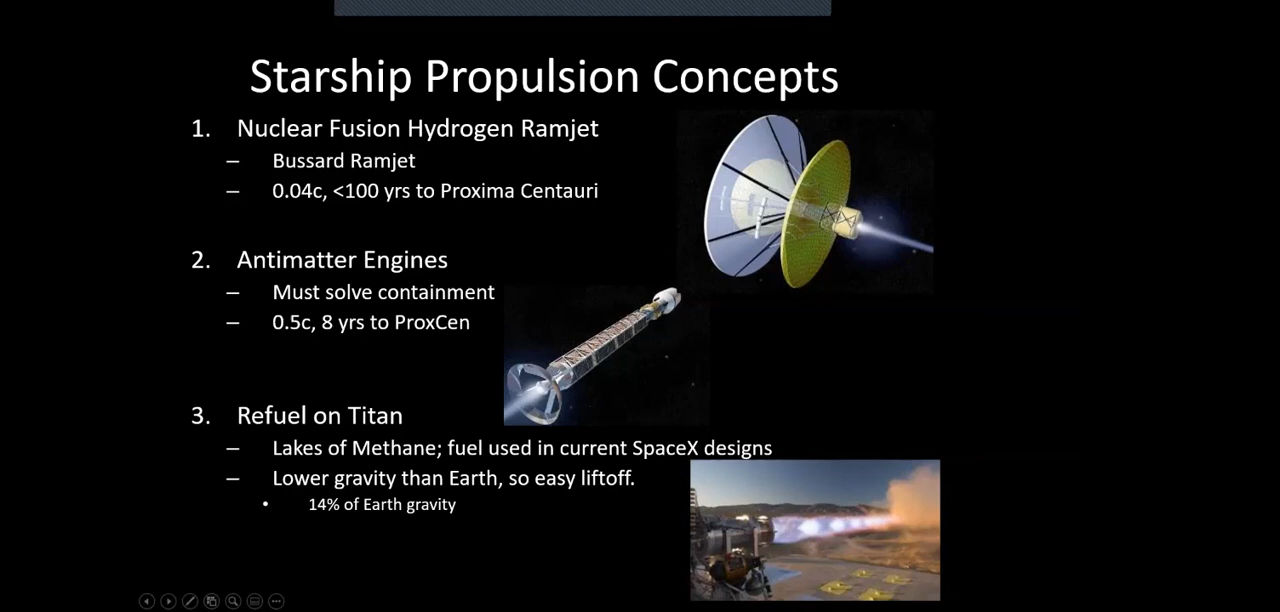 Starship Propulsion Concepts
1. Nuclear Fusion Hydrogen Ramjet
– Bussard Ramjet
– 0.04c, <100 yrs to Proxima Centauri
2. Antimatter Engines
– Must solve containment
– 0.5c, 8 yrs to ProxCen
3. Refuel on Titan
– Lakes of Methane; fuel used in current SpaceX designs
– Lower gravity than Earth, so easy liftoff.
• 14% of Earth gravity